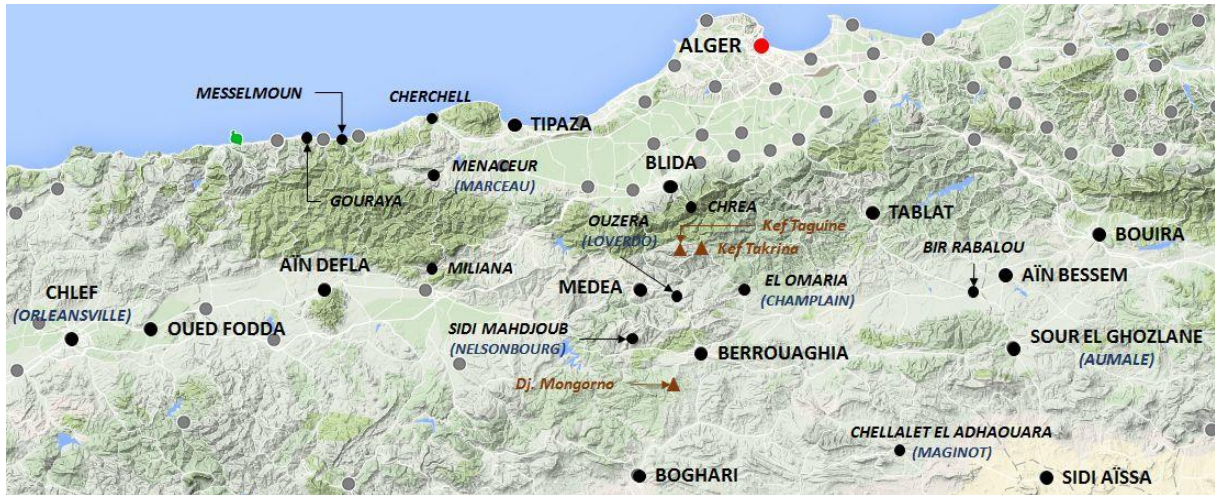 ALGER
MESSELMOUN
CHERCHELL
TIPAZA
BLIDA
MENACEUR
(MARCEAU)
GOURAYA
CHREA
OUZERA
(LOVERDO)
TABLAT
Kef Taguine
Kef Takrina
BOUIRA
BIR RABALOU
AÏN DEFLA
MILIANA
MEDEA
EL OMARIA
(CHAMPLAIN)
AÏN BESSEM
CHLEF
(ORLEANSVILLE)
OUED FODDA
SIDI MAHDJOUB
(NELSONBOURG)
BERROUAGHIA
SOUR EL GHOZLANE
(AUMALE)
Dj. Mongorno
CHELLALET EL ADHAOUARA
(MAGINOT)
BOGHARI
SIDI AÏSSA